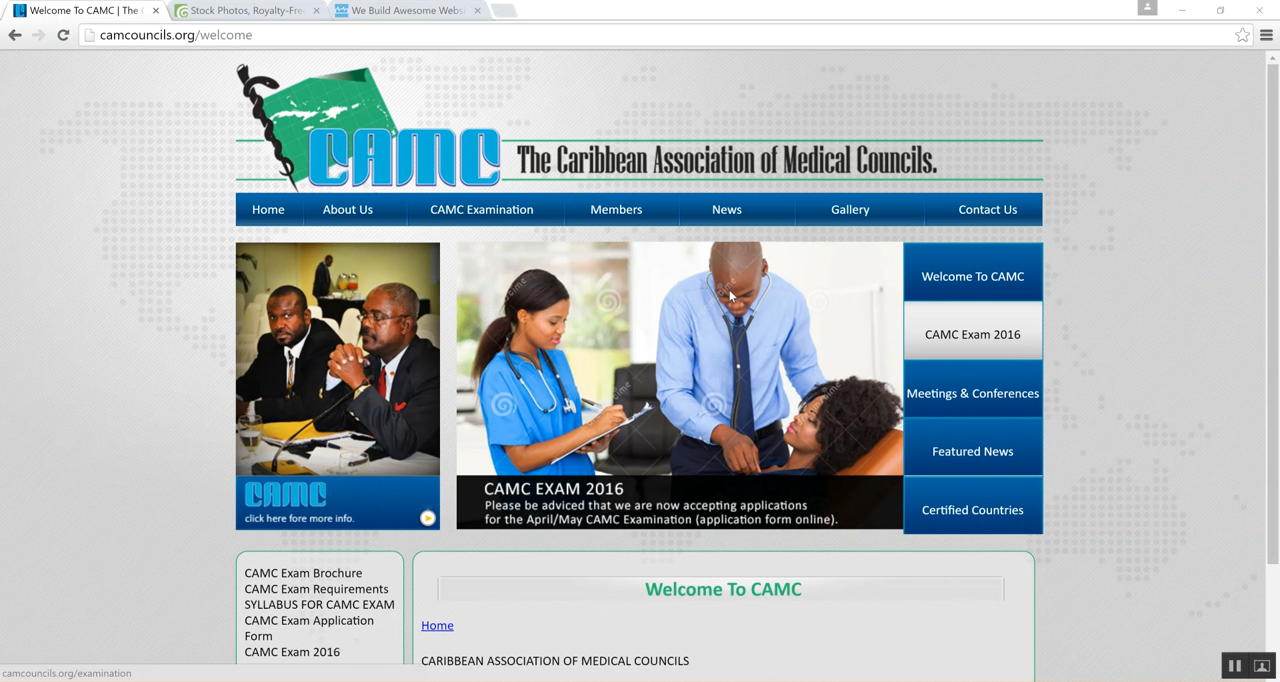 Welcome To CAMC | The C
Stock Photos, Royalty-Fre
We Build Awesome Webs
camcouncils.org/welcome
CAMC
The Caribbean Association of Medical Councils.
Home
About Us
CAMC Examination
Members
News
Gallery
Contact Us
Welcome To CAMC
CAMC Exam 2016
Meetings & Conferences
Featured News
Certified Countries
CAMC
click here fore more info.
CAMC EXAM 2016
Please be adviced that we are now accepting applications
for the April/May CAMC Examination (application form online).
CAMC Exam Brochure
CAMC Exam Requirements
SYLLABUS FOR CAMC EXAM
CAMC Exam Application
Form
CAMC Exam 2016
Welcome To CAMC
Home
CARIBBEAN ASSOCIATION OF MEDICAL COUNCILS
camcouncils.org/examination